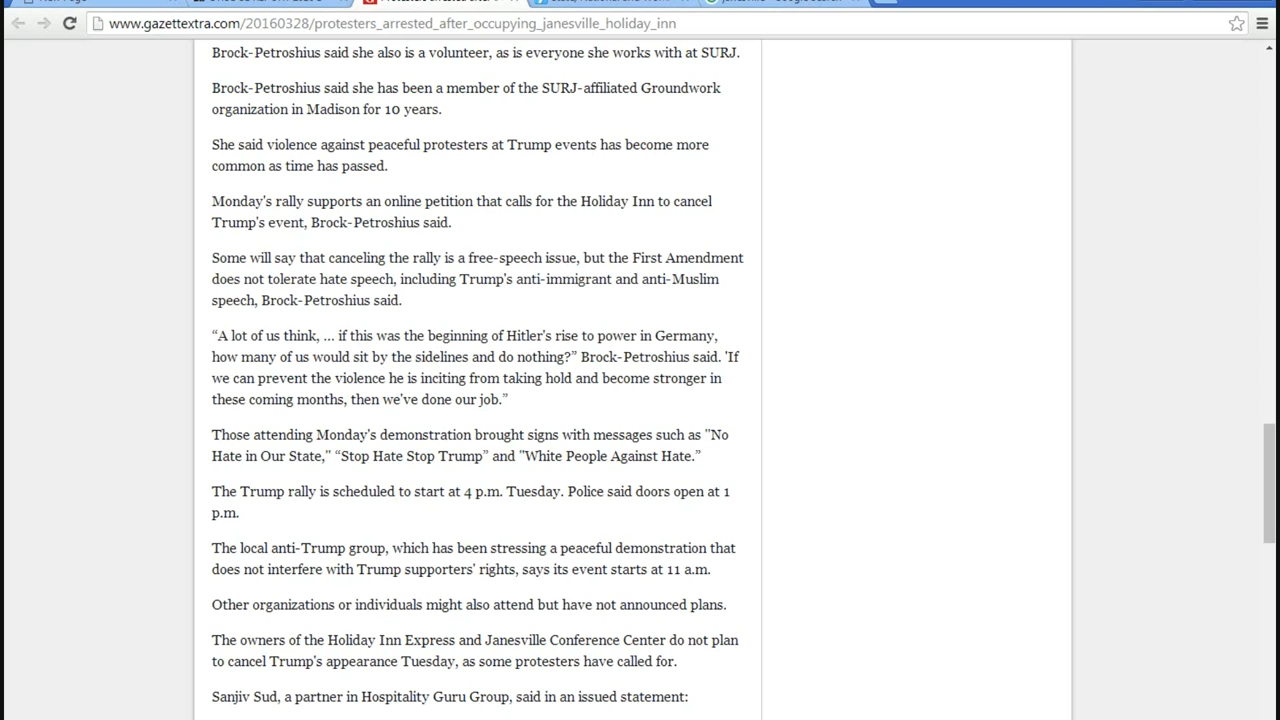 www.gazettextra.com/20160328/protesters_arrested_after_occupying_janesville_holiday_inn
Brock-Petroshius said she also is a volunteer, as is everyone she works with at SURJ.
Brock-Petroshius said she has been a member of the SURJ-affiliated Groundwork
organization in Madison for 10 years.
She said violence against peaceful protesters at Trump events has become more
common as time has passed.
Monday's rally supports an online petition that calls for the Holiday Inn to cancel
Trump's event, Brock-Petroshius said.
Some will say that canceling the rally is a free-speech issue, but the First Amendment
does not tolerate hate speech, including Trump's anti-immigrant and anti-Muslim
speech, Brock-Petroshius said.
“A lot of us think, ... if this was the beginning of Hitler's rise to power in Germany,
how many of us would sit by the sidelines and do nothing?” Brock-Petroshius said. 'If
we can prevent the violence he is inciting from taking hold and become stronger in
these coming months, then we've done our job.”
Those attending Monday's demonstration brought signs with messages such as "No
Hate in Our State," “Stop Hate Stop Trump” and "White People Against Hate.”
The Trump rally is scheduled to start at 4 p.m. Tuesday. Police said doors open at 1
p.m.
The local anti-Trump group, which has been stressing a peaceful demonstration that
does not interfere with Trump supporters' rights, says its event starts at 11 a.m.
Other organizations or individuals might also attend but have not announced plans.
The owners of the Holiday Inn Express and Janesville Conference Center do not plan
to cancel Trump's appearance Tuesday, as some protesters have called for.
Sanjiv Sud, a partner in Hospitality Guru Group, said in an issued statement: